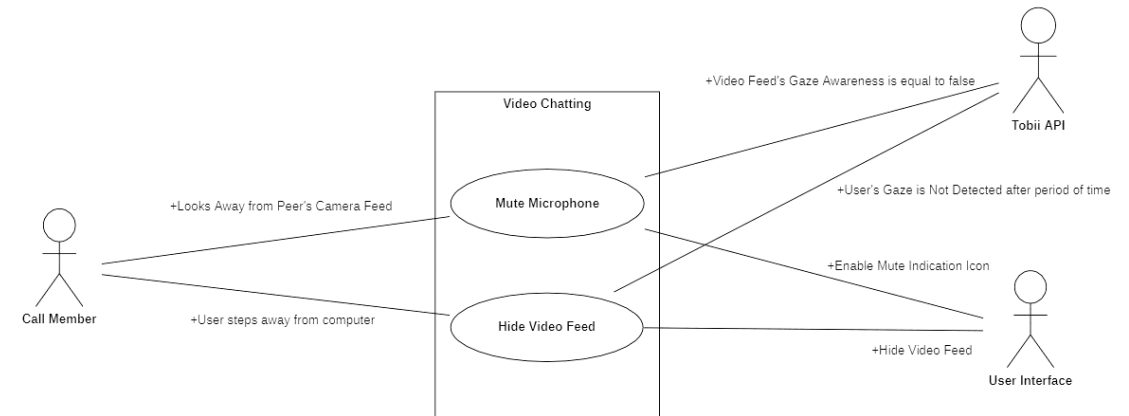 +Video Feed's Gaze Awareness is equal to false
Video Chatting
Tobii API
+User's Gaze is Not Detected after period of time
Mute Microphone
+Looks Away from Peer's Camera Feed
+Enable Mute Indication Icon
Call Member
+User steps away from computer
Hide Video Feed
+Hide Video Feed
User Interface